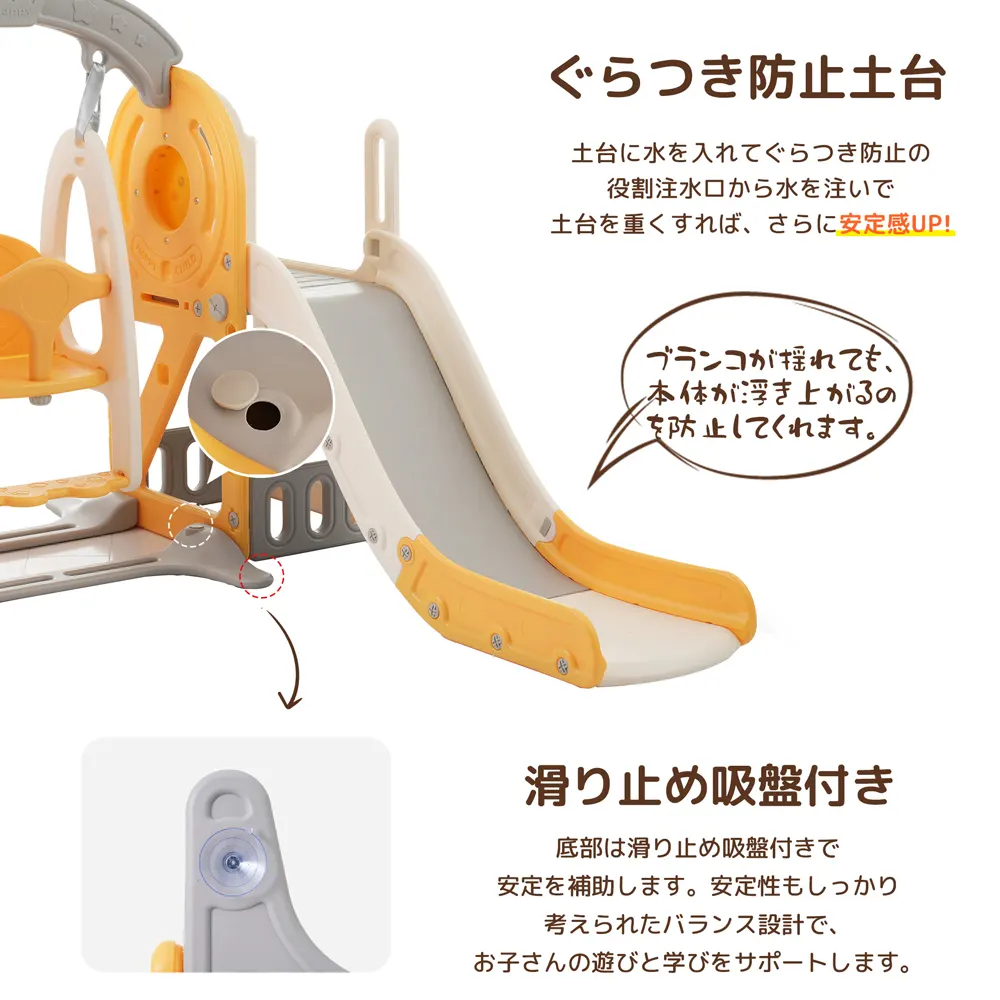 ぐらつき防止土台
土台に水を入れてぐらつき防止の
役割注水口から水を注いで
土台を重くすれば、さらに安定感UP!
ブランコが揺れても、
本体が浮き上がるの
を防止してくれます。
滑り止め吸盤付き
底部は滑り止め吸盤付きで
安定を補助します。安定性もしっかり
考えられたバランス設計で、
お子さんの遊びと学びをサポートします。